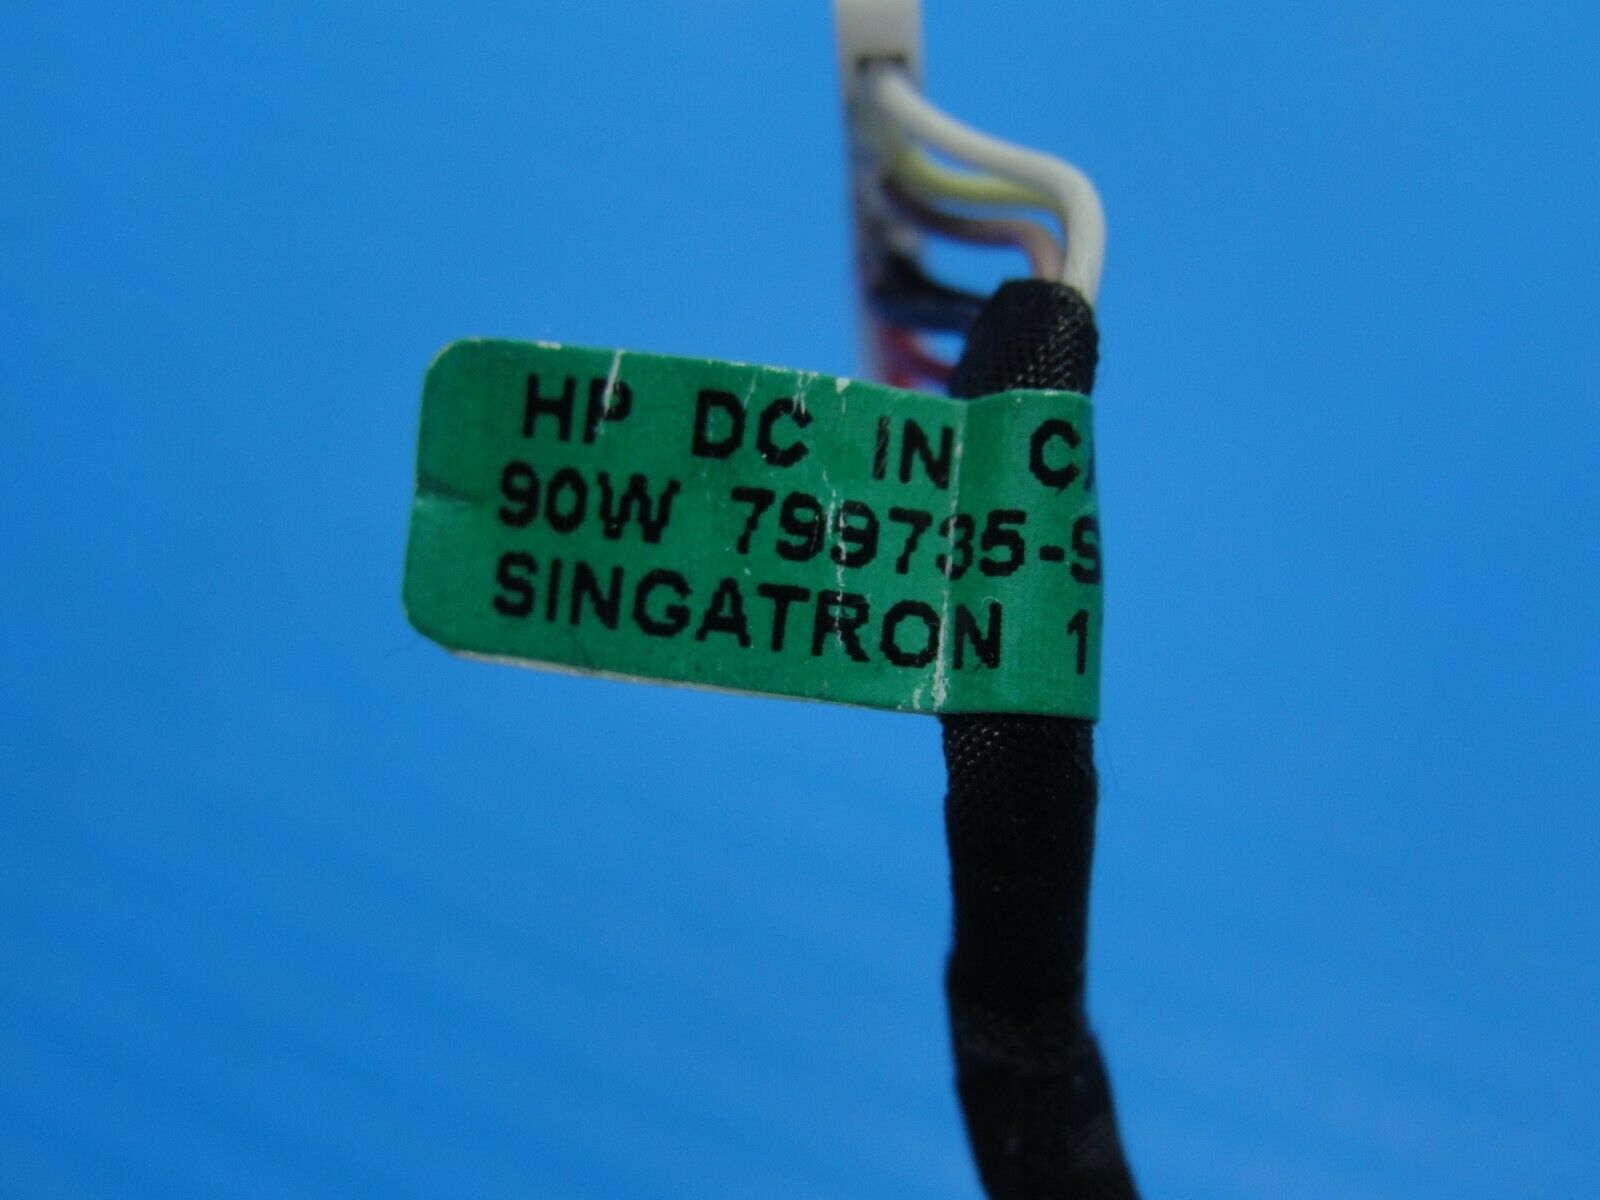 HP DC IN CA
90W 799735-S
SINGATRON 1